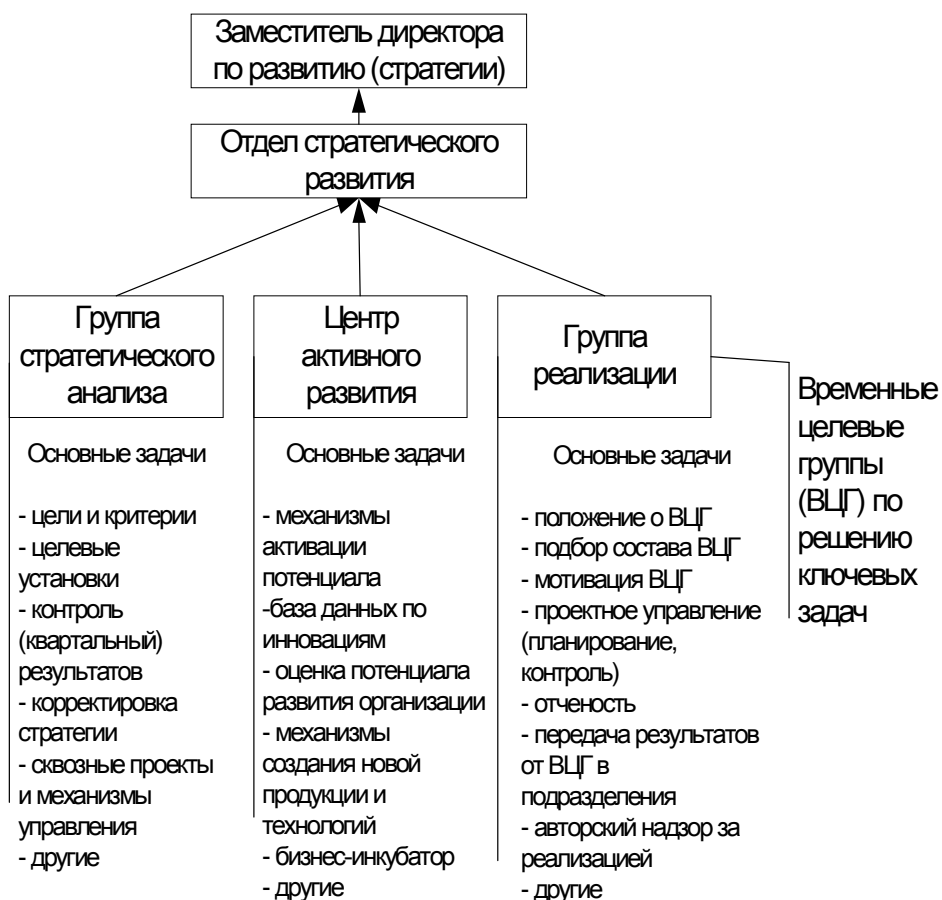 Заместитель директора
по развитию (стратегии)
Отдел стратегического
развития
Группа
стратегического
анализа
Основные задачи
- цели и критерии
- целевые
установки
- контроль
(квартальный)
результатов
- корректировка
стратегии
- сквозные проекты
и механизмы
управления
- другие
Центр
активного
развития
Основные задачи
- механизмы
активации
потенциала
-база данных по
инновациям
- оценка потенциала
развития организации
- механизмы
создания новой
продукции и
технологий
- бизнес-инкубатор
- другие
Группа
реализации
Основные задачи
- положение о ВЦГ
- подбор состава ВЦГ
- мотивация ВЦГ
- проектное управление
(планирование,
контроль)
- отченость
- передача результатов
от ВЦГ в
подразделения
- авторский надзор за
реализацией
- другие
Временные
целевые
группы
(ВЦГ) по
решению
ключевых
задач